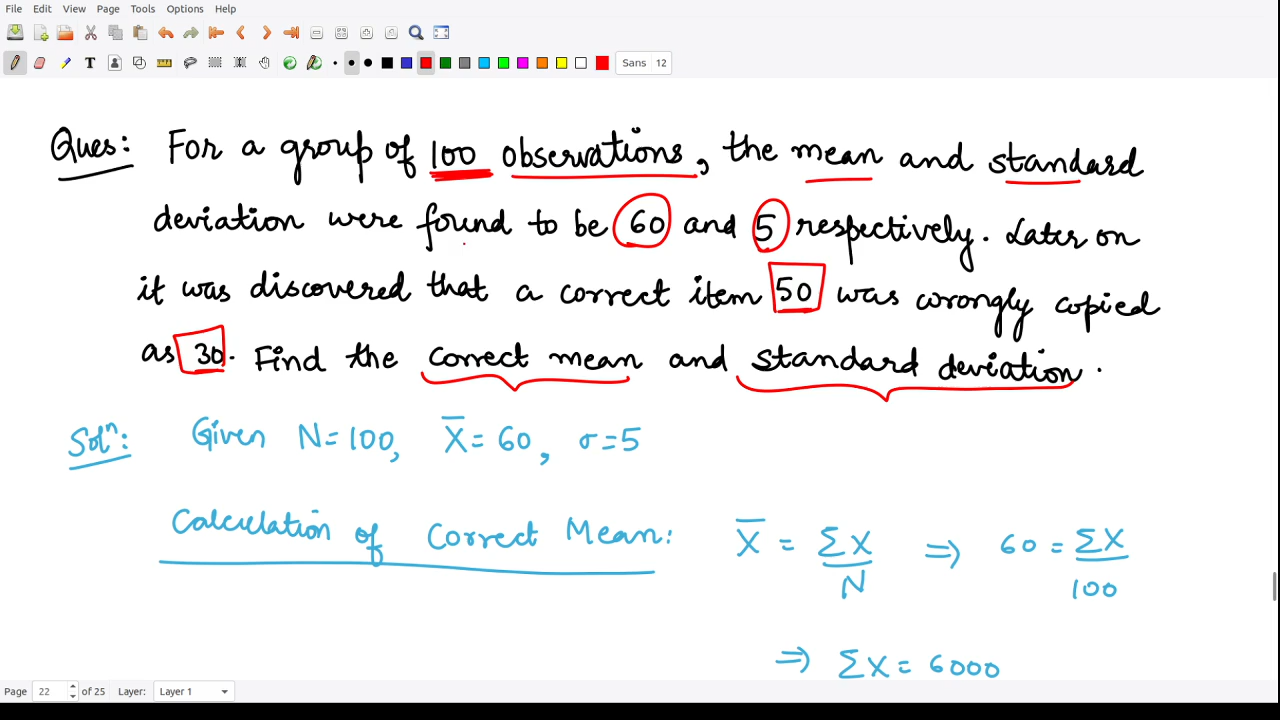 File Edit View Page Tools Options Help
T Sans 12
Ques: For a group of 100 observations, the mean and standard
deviation were found to be 60 and 5 respectively. Later on
it was discovered that a correct item 50 was wrongly copied
as 30. Find the correct mean and standard deviation.
Solⁿ: Given N=100, X̅=60, σ=5
Calculation of Correct Mean: X̅ = ΣX/N ⇒ 60 = ΣX/100
⇒ ΣX = 6000
Page 22 of 25 Layer: Layer 1